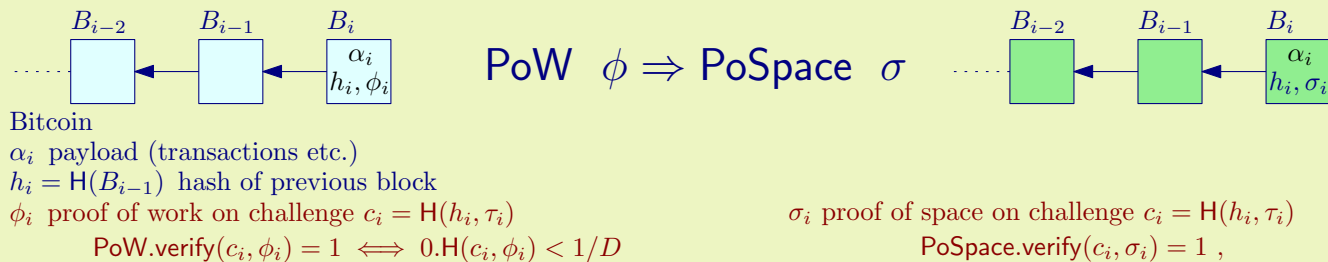 B_{i−2} B_{i−1} B_i
α_i
h_i, ϕ_i
PoW ϕ ⇒ PoSpace σ
B_{i−2} B_{i−1} B_i
α_i
h_i, σ_i
Bitcoin
α_i payload (transactions etc.)
h_i = H(B_{i−1}) hash of previous block
ϕ_i proof of work on challenge c_i = H(h_i, τ_i)
PoW.verify(c_i, ϕ_i) = 1 ⟺ 0.H(c_i, ϕ_i) < 1/D
σ_i proof of space on challenge c_i = H(h_i, τ_i)
PoSpace.verify(c_i, σ_i) = 1 ,